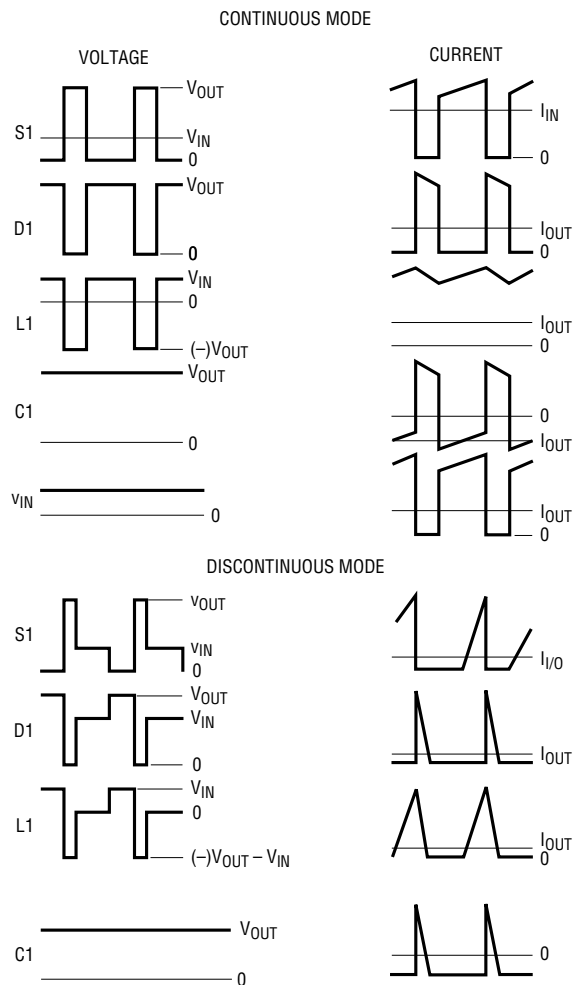 CONTINUOUS MODE
VOLTAGE
CURRENT
S1
VOUT
VIN
0
IIN
0
D1
VOUT
0
IOUT
0
L1
VIN
0
(–)VOUT
IOUT
0
C1
VOUT
0
0
IOUT
vIN
0
IOUT
0
DISCONTINUOUS MODE
S1
vOUT
vIN
0
II/O
D1
VOUT
VIN
0
IOUT
L1
VIN
0
(–)VOUT – VIN
IOUT
0
C1
VOUT
0
0